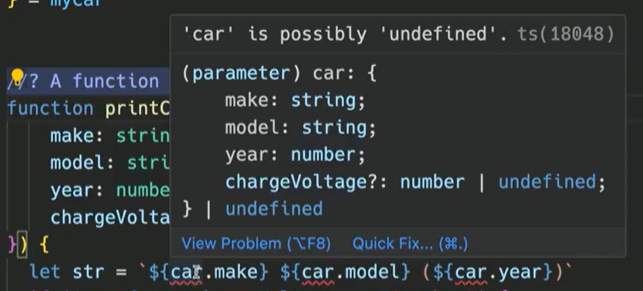 } = myCar
'car' is possibly 'undefined'. ts(18048)
//? A function
(parameter) car: {
function printC
make: string;
make: strin
model: string;
model: stri
year: number;
year: numbe
chargeVoltage?: number | undefined;
chargeVolta
} | undefined
}) {
View Problem (⌥F8) Quick Fix... (⌘.)
let str = `${car.make} ${car.model} (${car.year})`